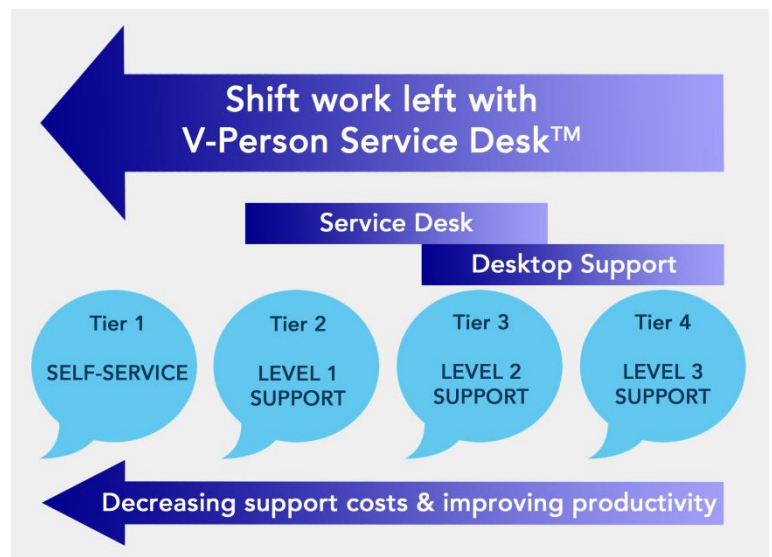 Shift work left with
V-Person Service Desk™
Service Desk
Desktop Support
Tier 1
SELF-SERVICE
Tier 2
LEVEL 1
SUPPORT
Tier 3
LEVEL 2
SUPPORT
Tier 4
LEVEL 3
SUPPORT
Decreasing support costs & improving productivity